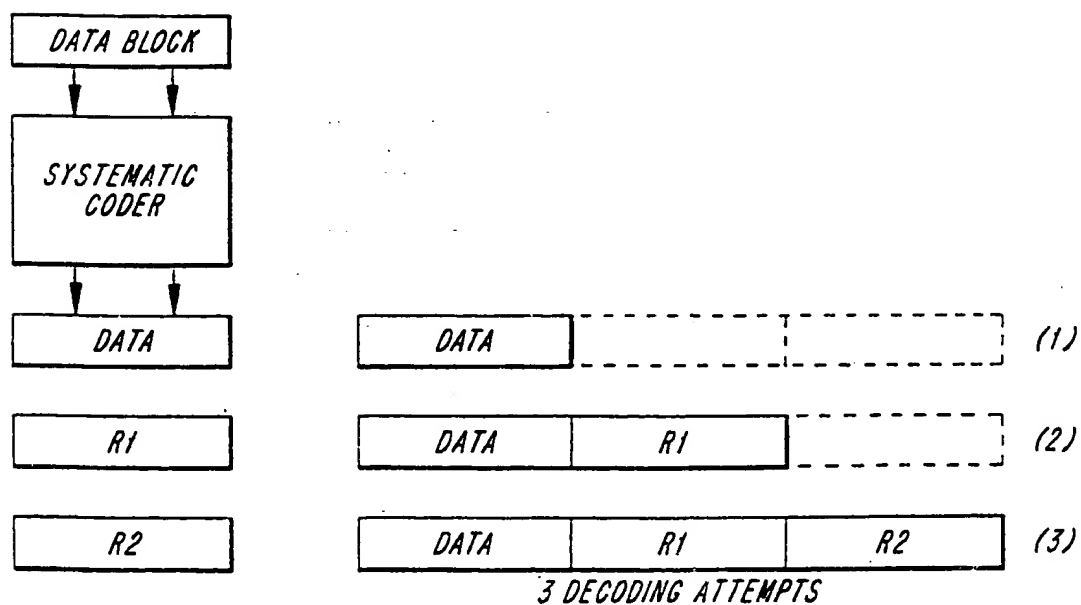 DATA BLOCK
SYSTEMATIC
CODER
DATA
DATA
(1)
R1
DATA
R1
(2)
R2
DATA
R1
R2
(3)
3 DECODING ATTEMPTS